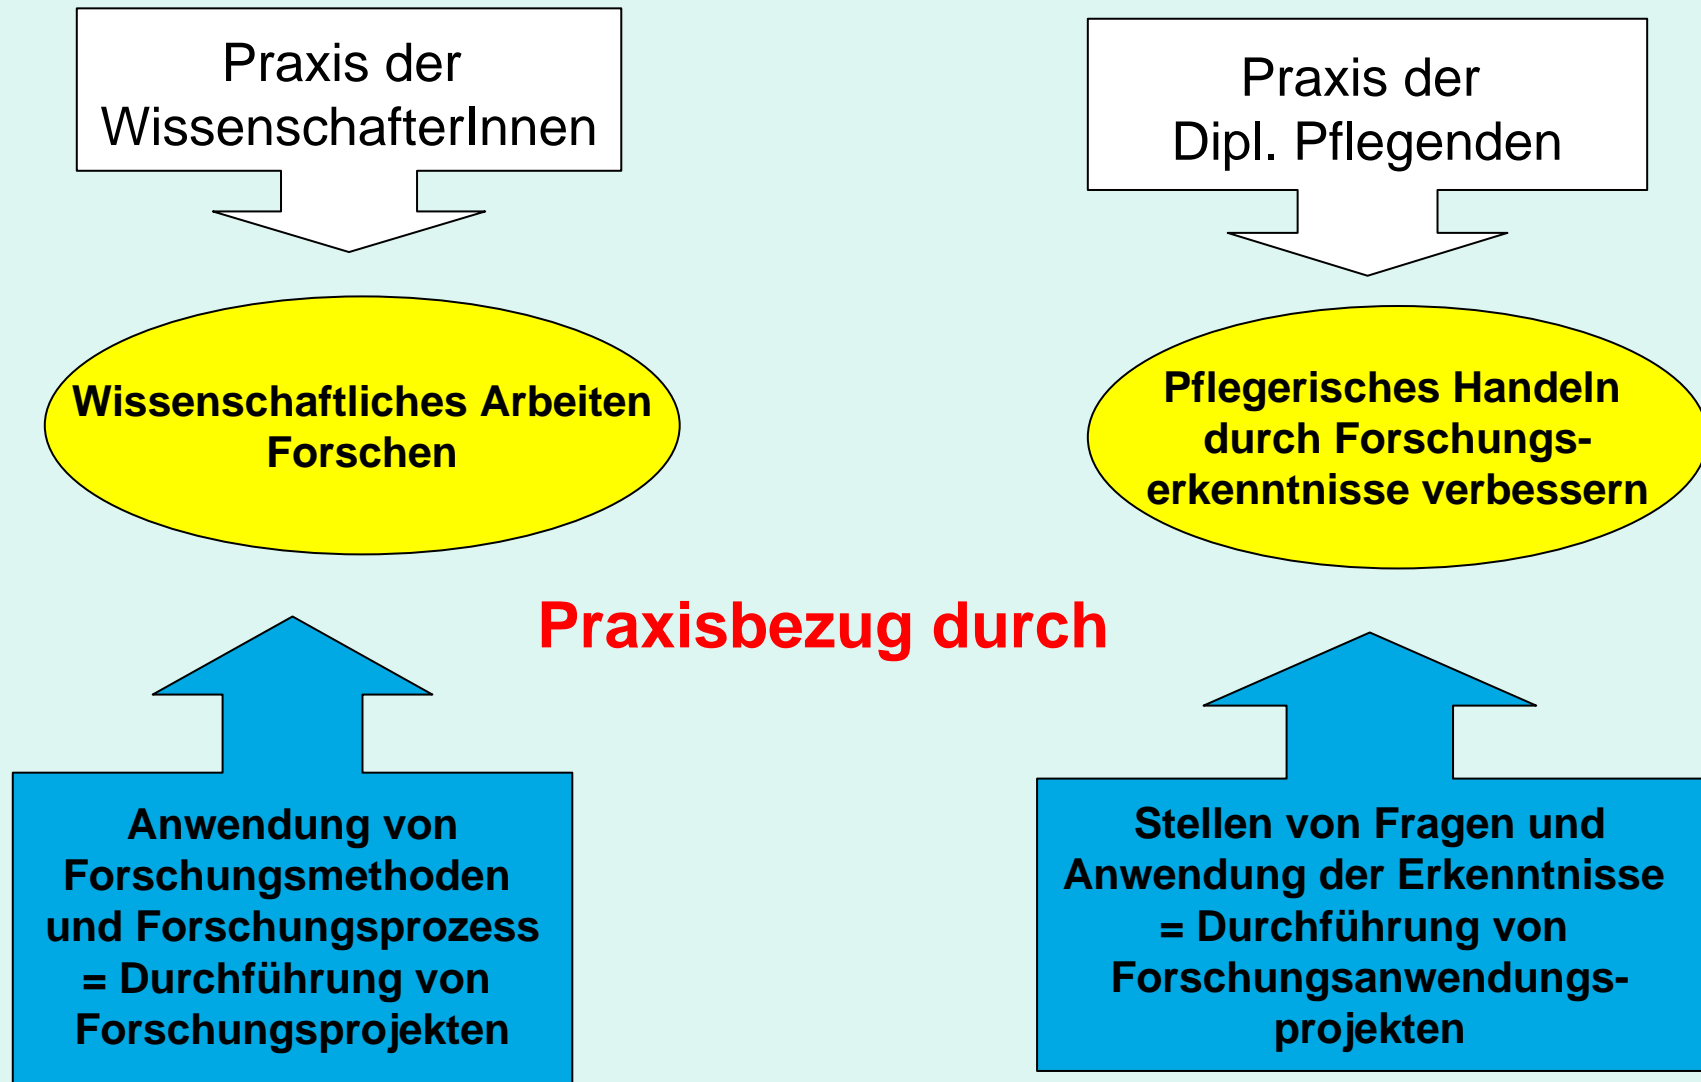 Praxis der
WissenschafterInnen
Praxis der
Dipl. Pflegenden
Wissenschaftliches Arbeiten
Forschen
Pflegerisches Handeln
durch Forschungs-
erkenntnisse verbessern
Praxisbezug durch
Anwendung von
Forschungsmethoden
und Forschungsprozess
= Durchführung von
Forschungsprojekten
Stellen von Fragen und
Anwendung der Erkenntnisse
= Durchführung von
Forschungsanwendungs-
projekten